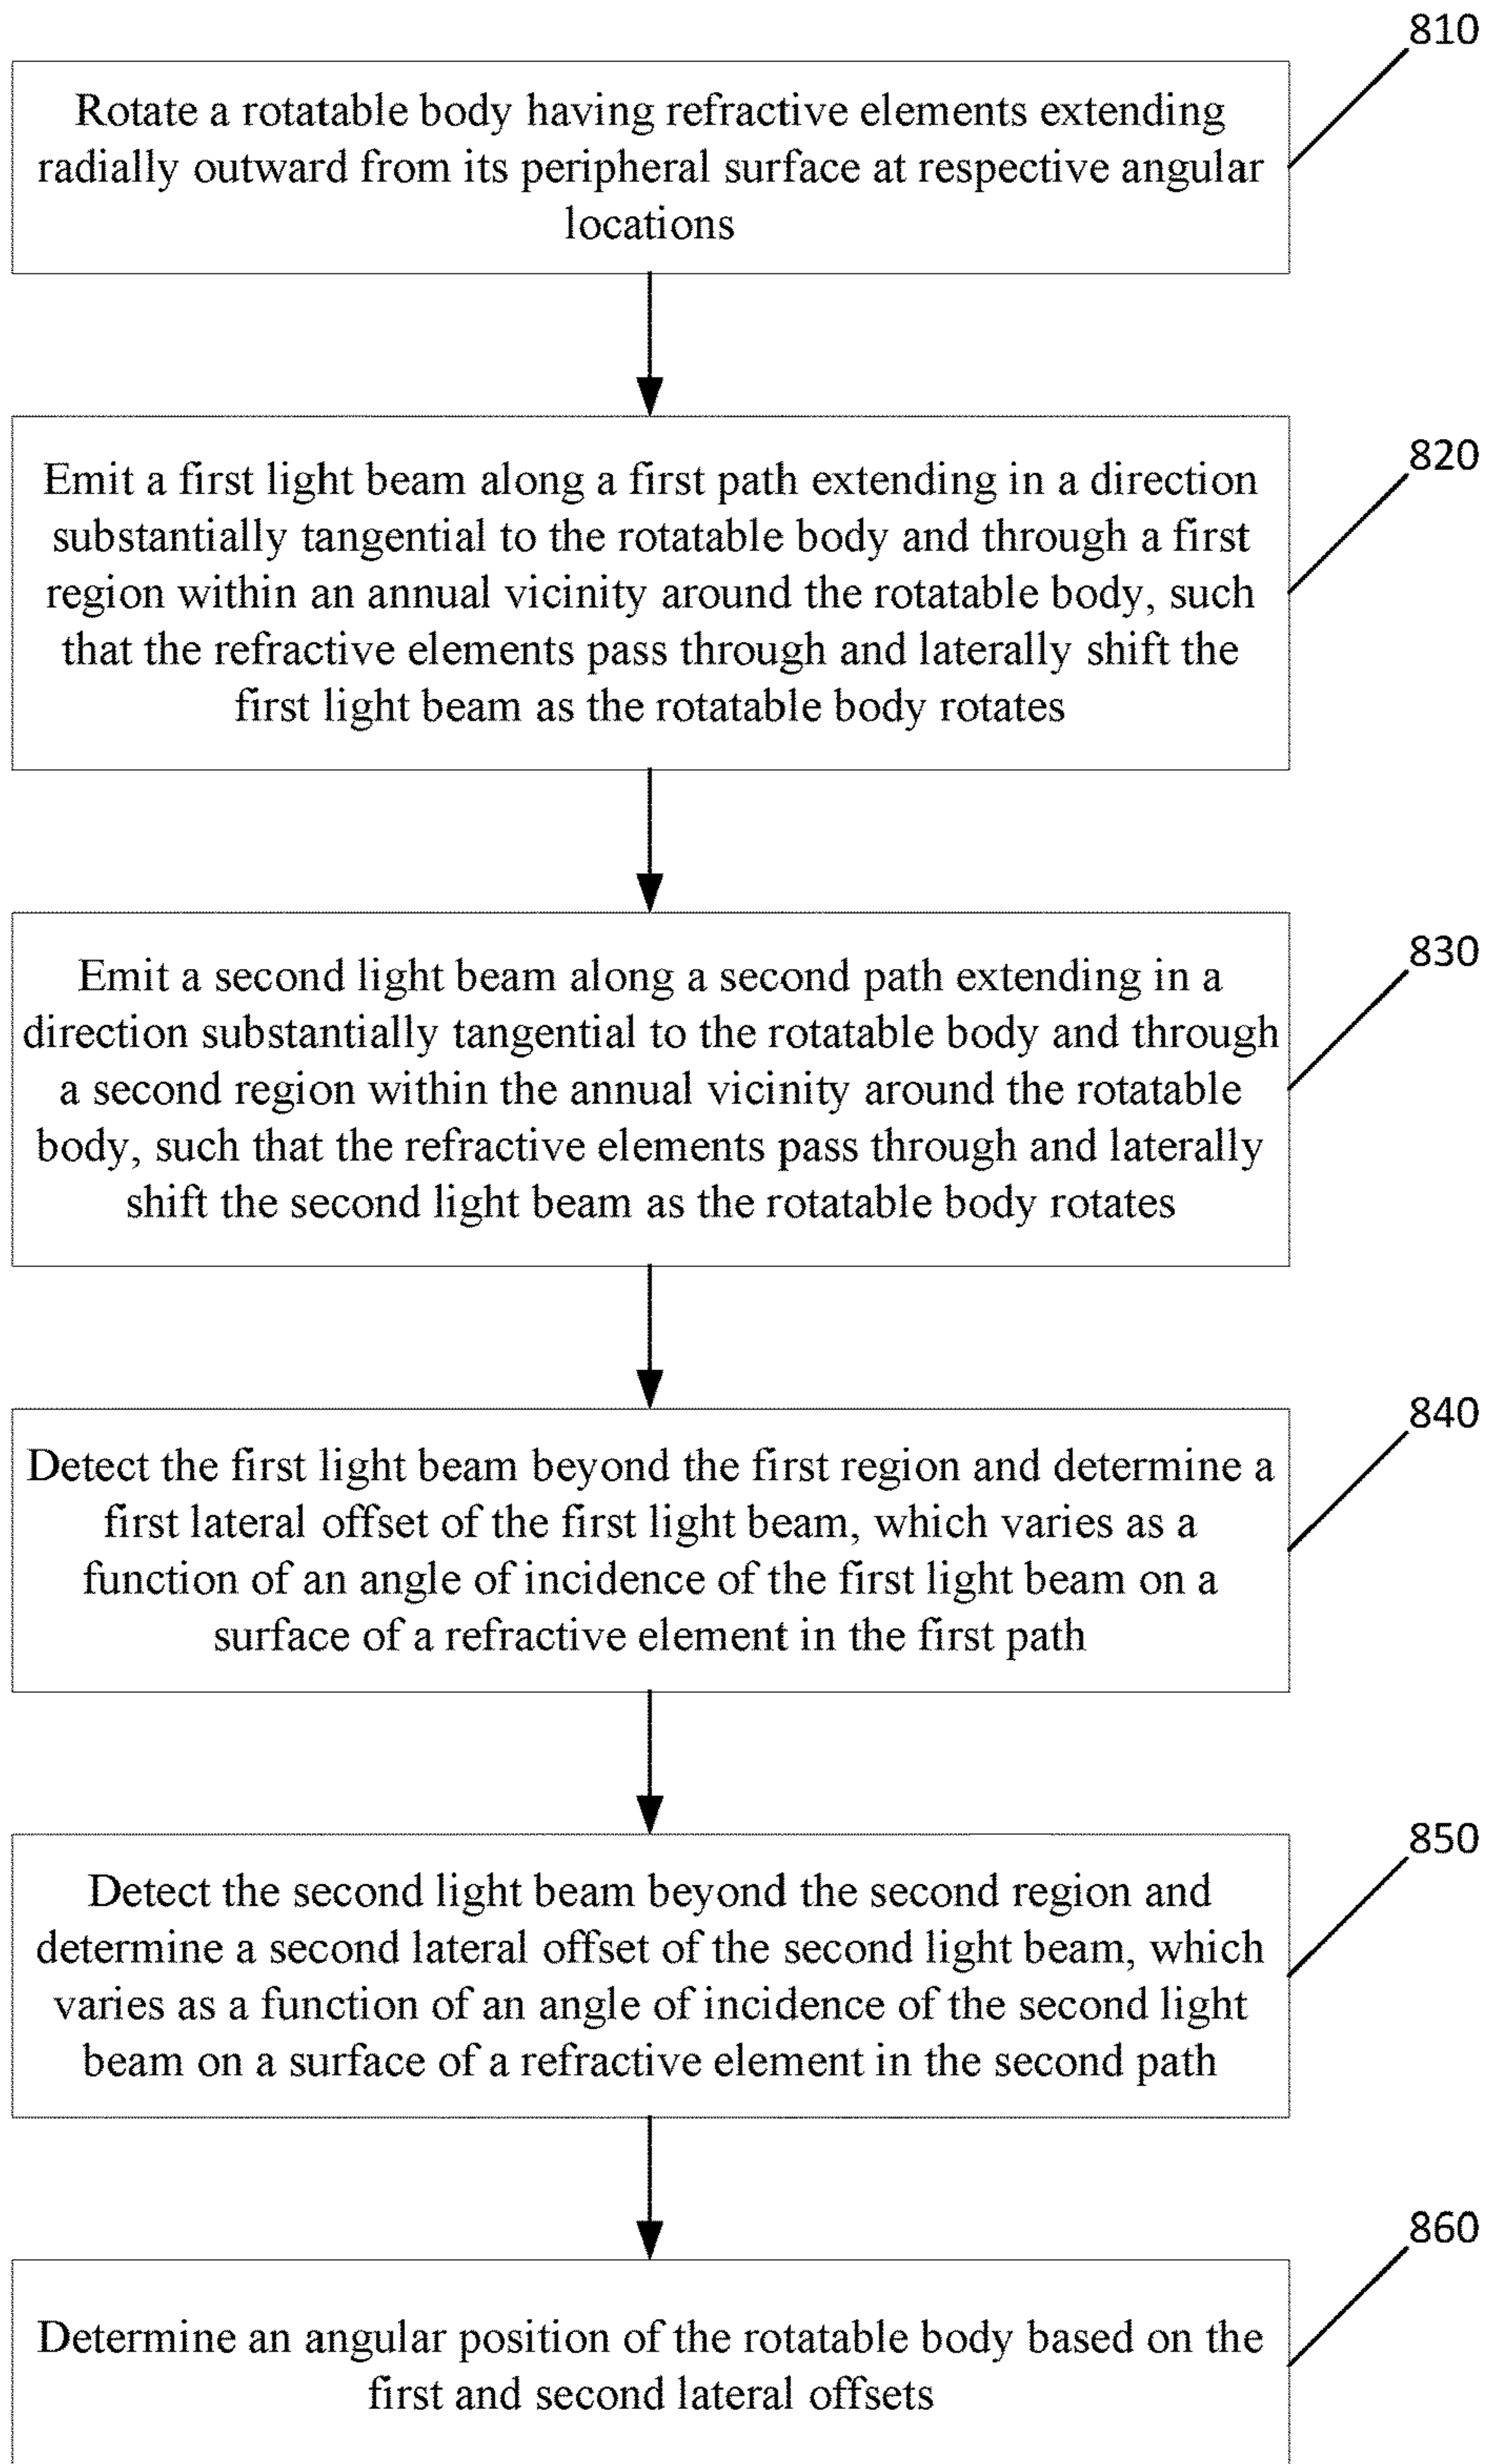 810
Rotate a rotatable body having refractive elements extending
radially outward from its peripheral surface at respective angular
locations
820
Emit a first light beam along a first path extending in a direction
substantially tangential to the rotatable body and through a first
region within an annual vicinity around the rotatable body, such
that the refractive elements pass through and laterally shift the
first light beam as the rotatable body rotates
830
Emit a second light beam along a second path extending in a
direction substantially tangential to the rotatable body and through
a second region within the annual vicinity around the rotatable
body, such that the refractive elements pass through and laterally
shift the second light beam as the rotatable body rotates
840
Detect the first light beam beyond the first region and determine a
first lateral offset of the first light beam, which varies as a
function of an angle of incidence of the first light beam on a
surface of a refractive element in the first path
850
Detect the second light beam beyond the second region and
determine a second lateral offset of the second light beam, which
varies as a function of an angle of incidence of the second light
beam on a surface of a refractive element in the second path
860
Determine an angular position of the rotatable body based on the
first and second lateral offsets